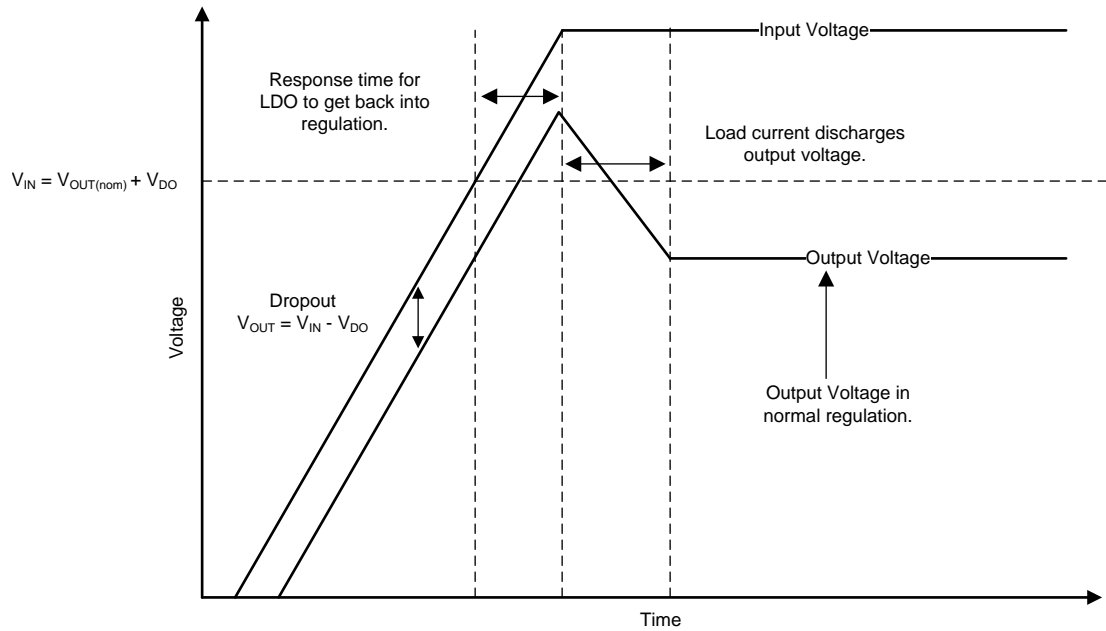 Input Voltage
Response time for
LDO to get back into
regulation.
Load current discharges
output voltage.
V_IN = V_OUT(nom) + V_DO
Output Voltage
Dropout
V_OUT = V_IN - V_DO
Voltage
Output Voltage in
normal regulation.
Time